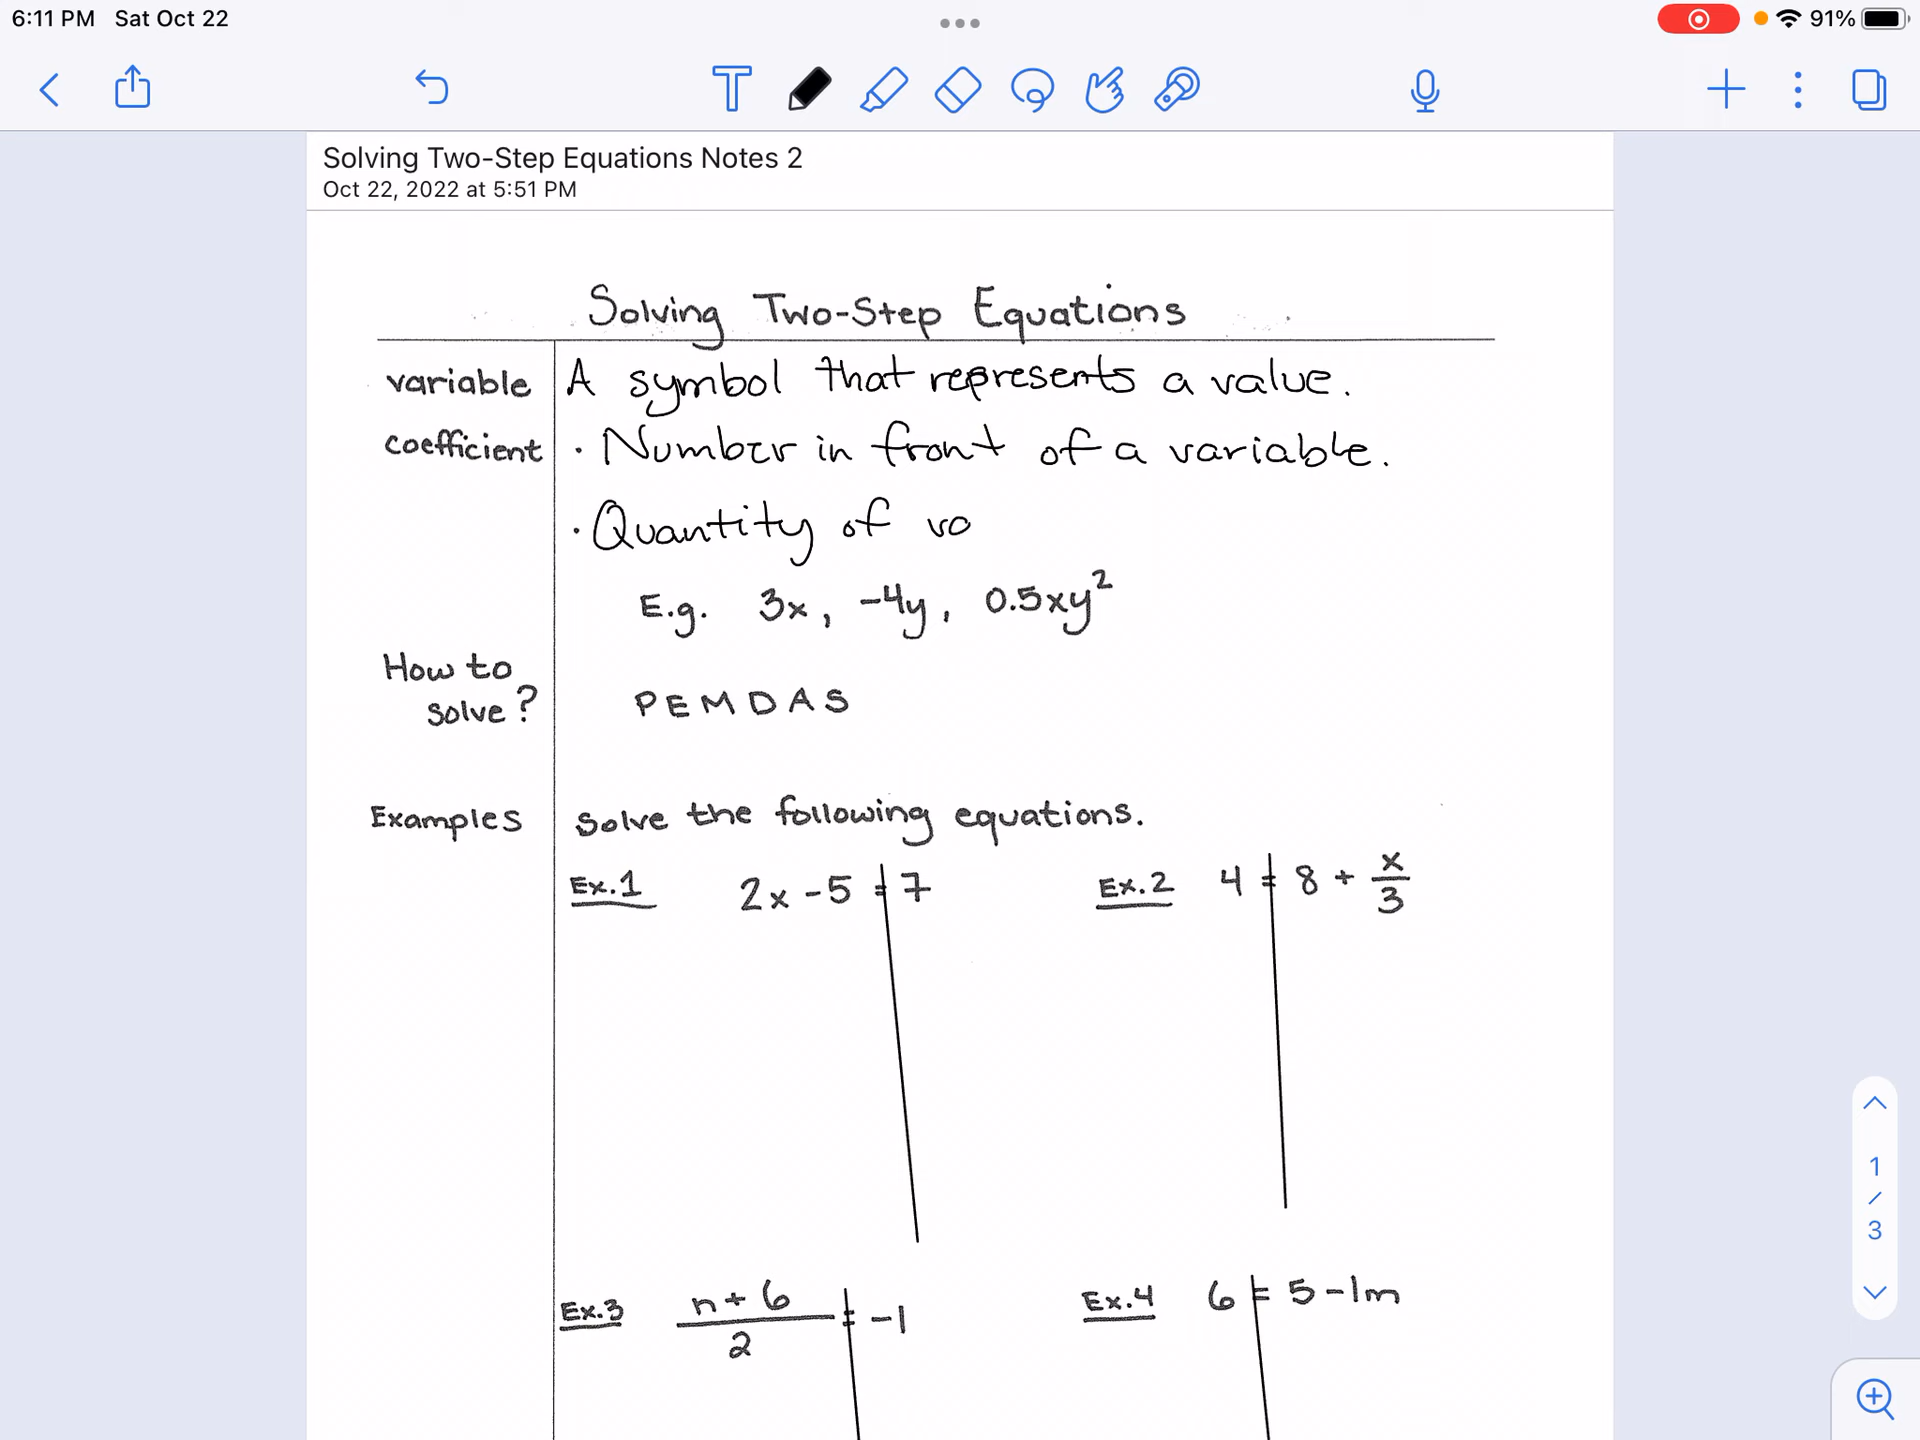 6:11 PM Sat Oct 22
91%
Solving Two-Step Equations Notes 2
Oct 22, 2022 at 5:51 PM
Solving Two-Step Equations
variable A symbol that represents a value.
coefficient · Number in front of a variable.
· Quantity of va
E.g. 3x, -4y, 0.5xy²
How to
solve? PEMDAS
Examples Solve the following equations.
Ex.1 2x - 5 = 7 Ex.2 4 = 8 + x/3
Ex.3 n + 6 / 2 = -1 Ex.4 6 = 5 - 1m
1
/
3